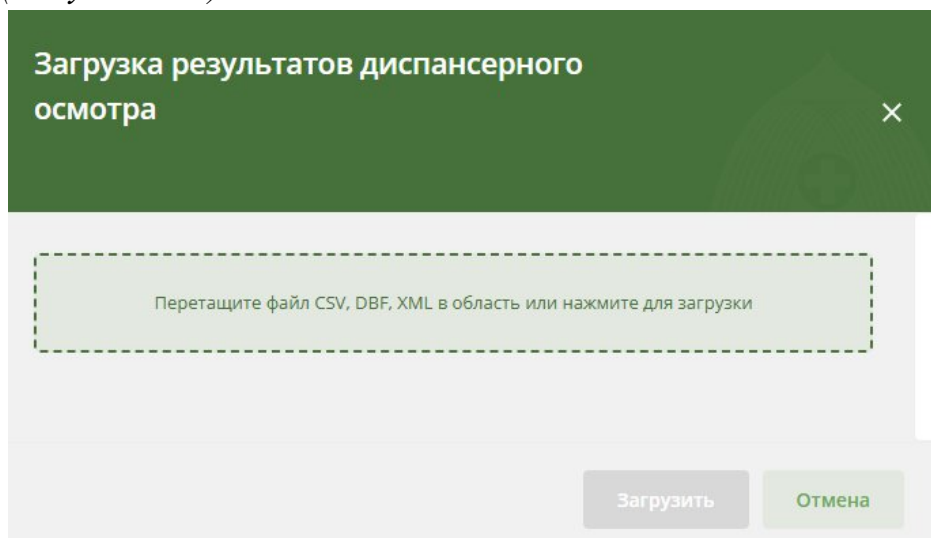 Загрузка результатов диспансерного
осмотра
Перетащите файл CSV, DBF, XML в область или нажмите для загрузки
Загрузить
Отмена